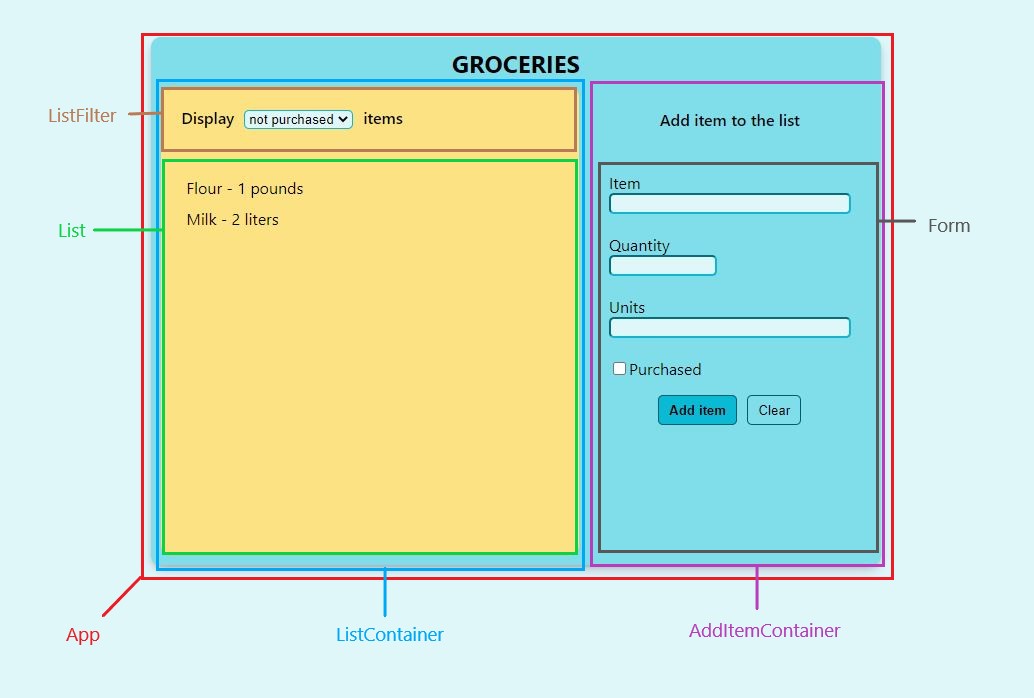 GROCERIES
ListFilter
Display not purchased items
Add item to the list
Flour - 1 pounds
Milk - 2 liters
List
Item
Quantity
Units
Purchased
Add item Clear
Form
App
ListContainer
AddItemContainer